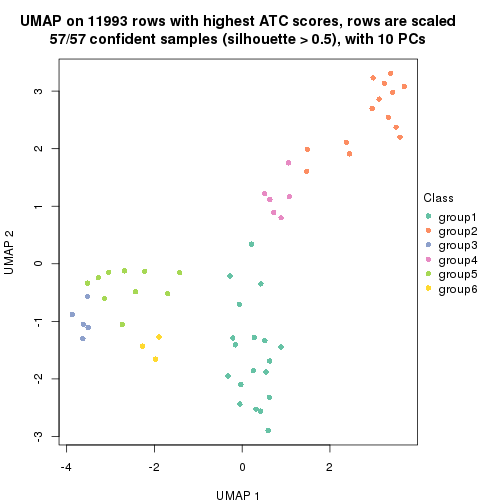 UMAP on 11993 rows with highest ATC scores, rows are scaled
57/57 confident samples (silhouette > 0.5), with 10 PCs
3
2
1
0
-1
-2
-3
UMAP 2
-4
-2
0
2
UMAP 1
Class
group1
group2
group3
group4
group5
group6